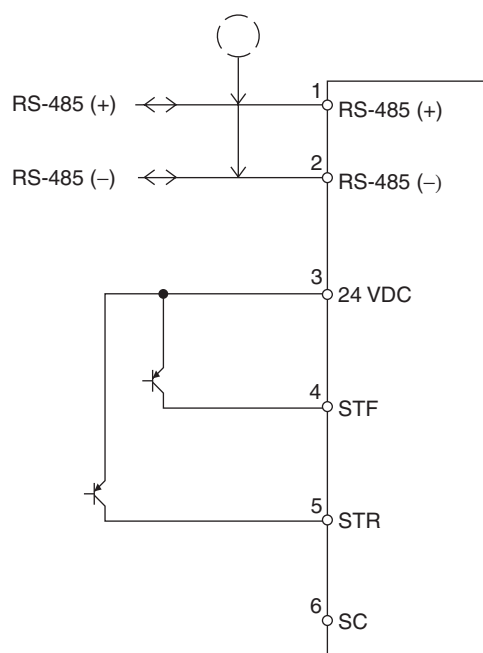 1
RS-485 (+) RS-485 (+)
2
RS-485 (−) RS-485 (−)
3
24 VDC
4
STF
5
STR
6
SC